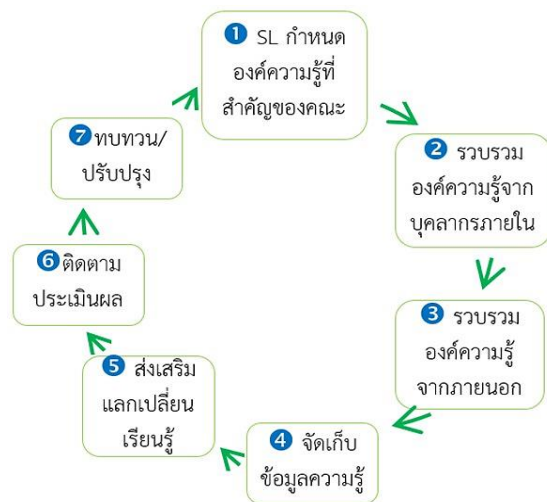 ❶ SL กำหนด
องค์ความรู้ที่
สำคัญของคณะ
❷ รวบรวม
องค์ความรู้จาก
บุคลากรภายใน
❸ รวบรวม
องค์ความรู้
จากภายนอก
❹ จัดเก็บ
ข้อมูลความรู้
❺ ส่งเสริม
แลกเปลี่ยน
เรียนรู้
❻ ติดตาม
ประเมินผล
❼ ทบทวน/
ปรับปรุง